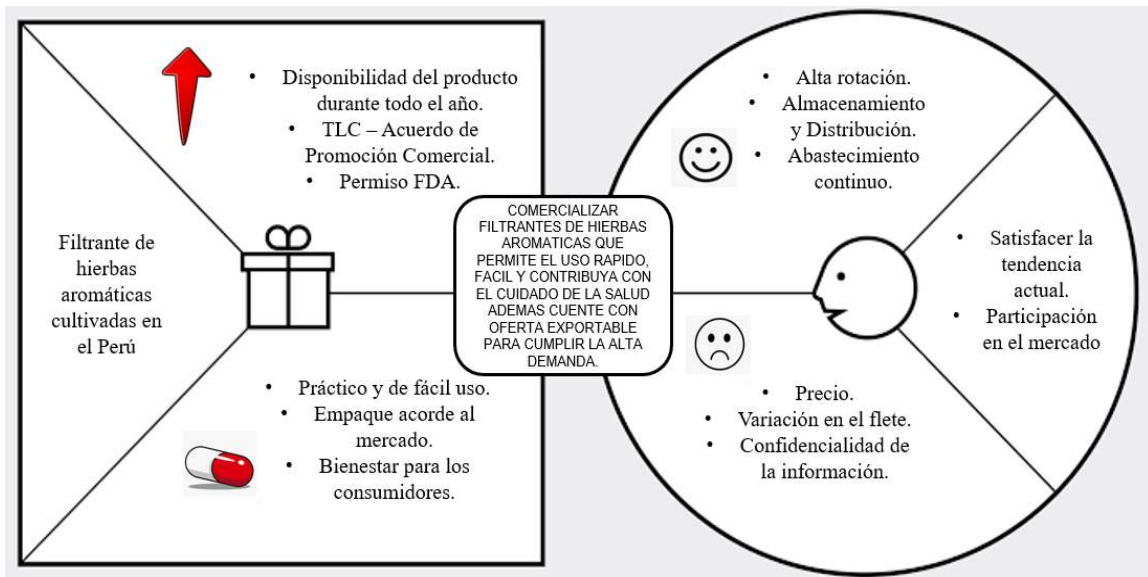 • Disponibilidad del producto
durante todo el año.
• TLC – Acuerdo de
Promoción Comercial.
• Permiso FDA.
Filtrante de
hierbas
aromáticas
cultivadas en
el Perú
• Práctico y de fácil uso.
• Empaque acorde al
mercado.
• Bienestar para los
consumidores.
COMERCIALIZAR
FILTRANTES DE HIERBAS
AROMATICAS QUE
PERMITE EL USO RAPIDO,
FACIL Y CONTRIBUYA CON
EL CUIDADO DE LA SALUD
ADEMAS CUENTE CON
OFERTA EXPORTABLE
PARA CUMPLIR LA ALTA
DEMANDA.
• Alta rotación.
• Almacenamiento
y Distribución.
• Abastecimiento
continuo.
• Satisfacer la
tendencia
actual.
• Participación
en el mercado
• Precio.
• Variación en el flete.
• Confidencialidad de
la información.